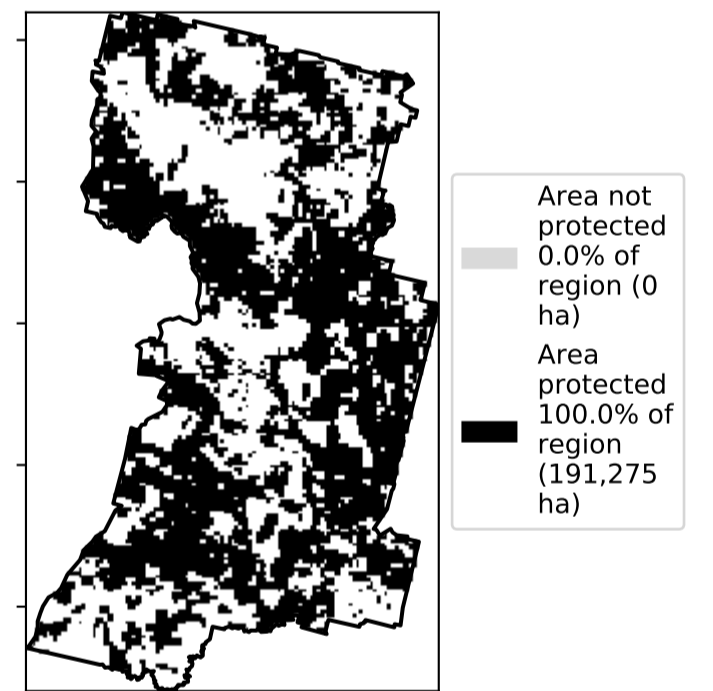 Area not
protected
0.0% of
region (0
ha)
Area
protected
100.0% of
region
(191,275
ha)